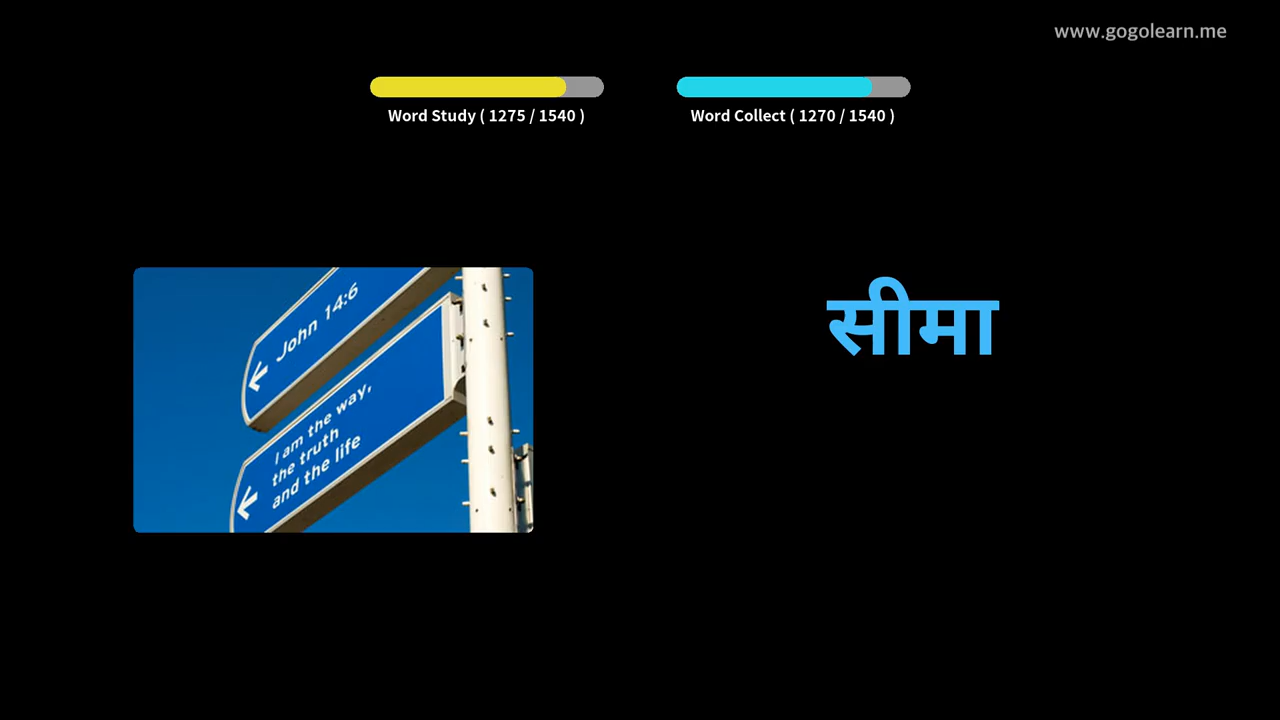 www.gogolearn.me
Word Study ( 1275 / 1540 )
Word Collect ( 1270 / 1540 )
John 14:6
I am the way,
the truth
and the life
सीमा